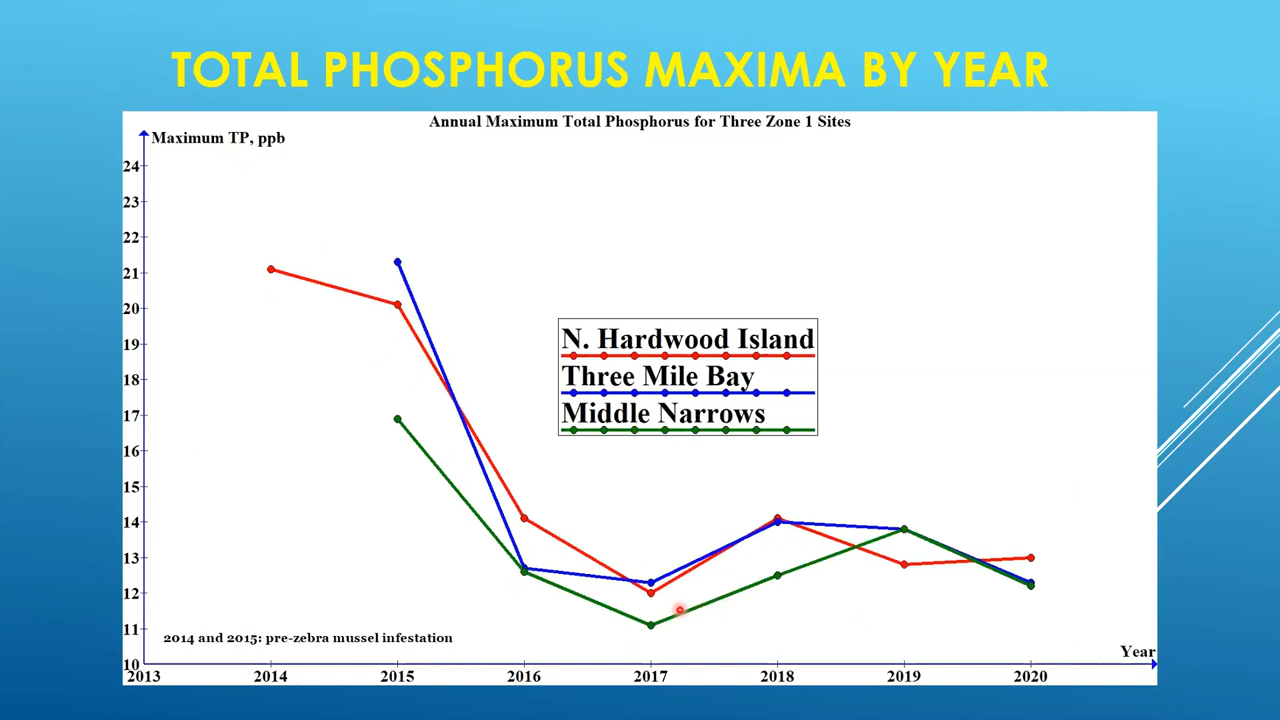 TOTAL PHOSPHORUS MAXIMA BY YEAR
Annual Maximum Total Phosphorus for Three Zone 1 Sites
Maximum TP, ppb
24
23
22
21
20
19
18
17
16
15
14
13
12
11
10
N. Hardwood Island
Three Mile Bay
Middle Narrows
2014 and 2015: pre-zebra mussel infestation
Year
2013 2014 2015 2016 2017 2018 2019 2020